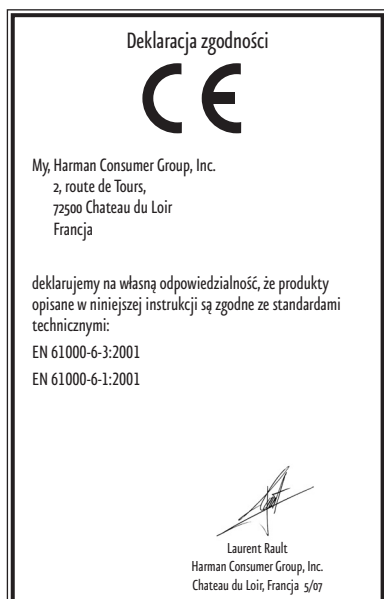 Deklaracja zgodności
CE
My, Harman Consumer Group, Inc.
2, route de Tours,
72500 Chateau du Loir
Francja
deklarujemy na własną odpowiedzialność, że produkty
opisane w niniejszej instrukcji są zgodne ze standardami
technicznymi:
EN 61000-6-3:2001
EN 61000-6-1:2001
Laurent Rault
Harman Consumer Group, Inc.
Chateau du Loir, Francja 5/07